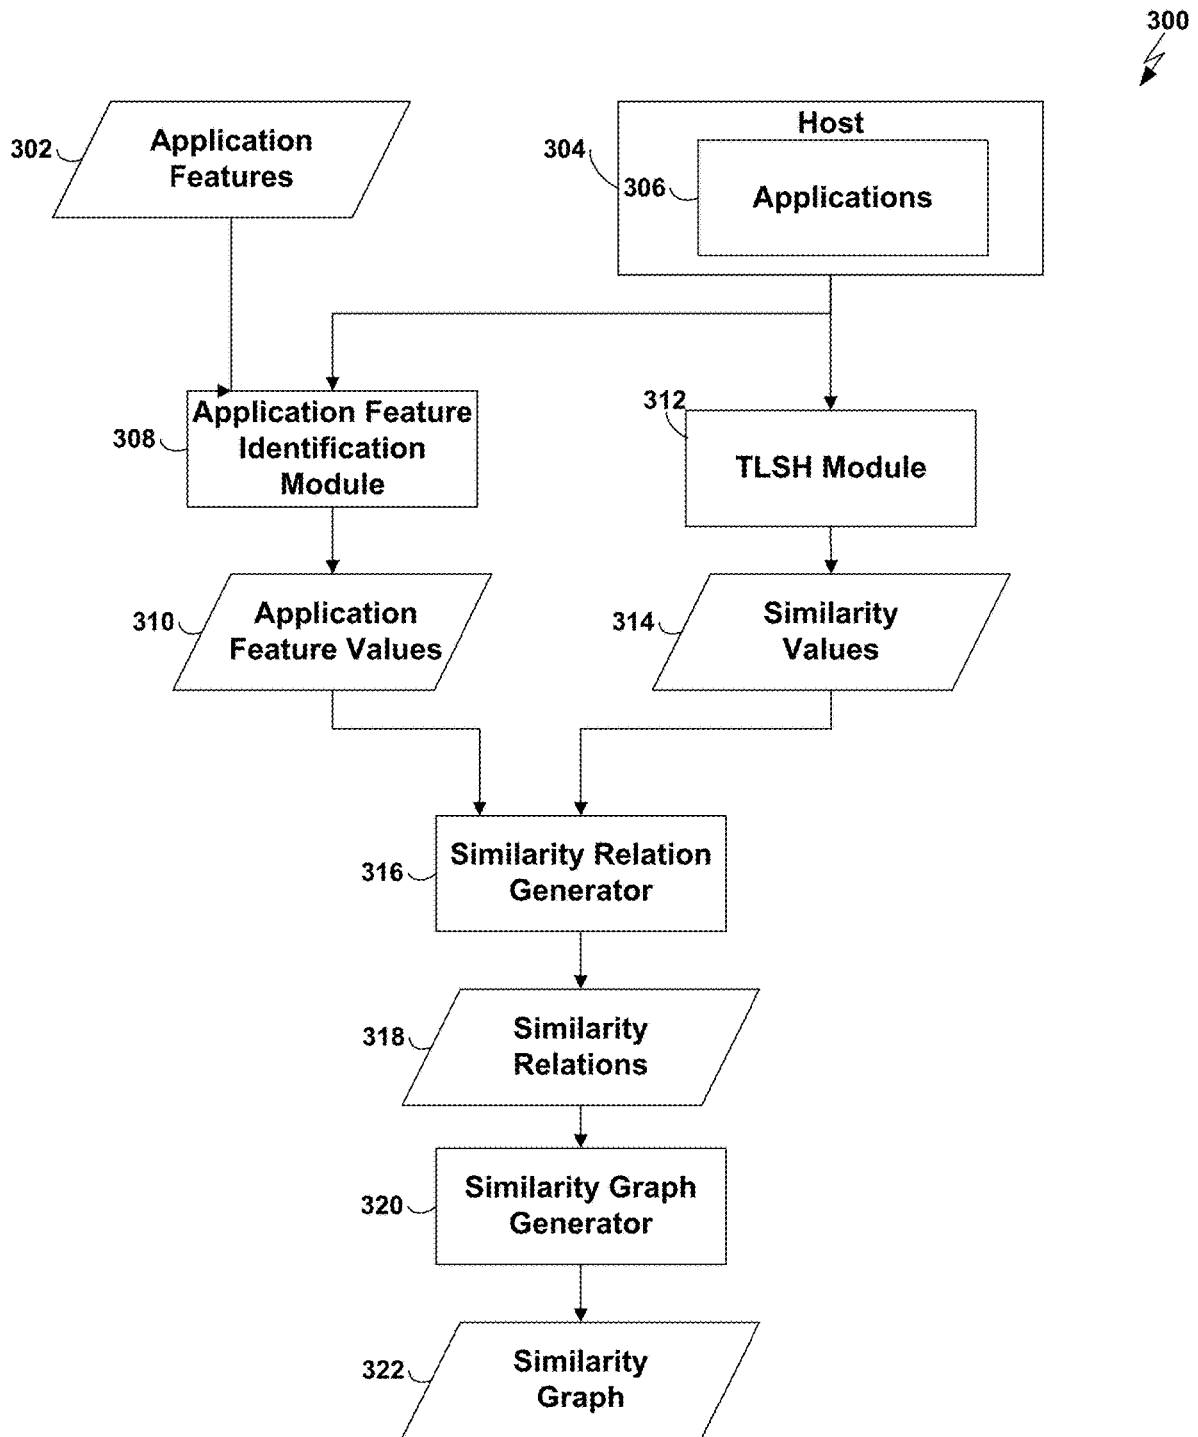 300
302
Application
Features
Host
304
306
Applications
308
Application Feature
Identification
Module
312
TLSH Module
310
Application
Feature Values
314
Similarity
Values
316
Similarity Relation
Generator
318
Similarity
Relations
320
Similarity Graph
Generator
322
Similarity
Graph